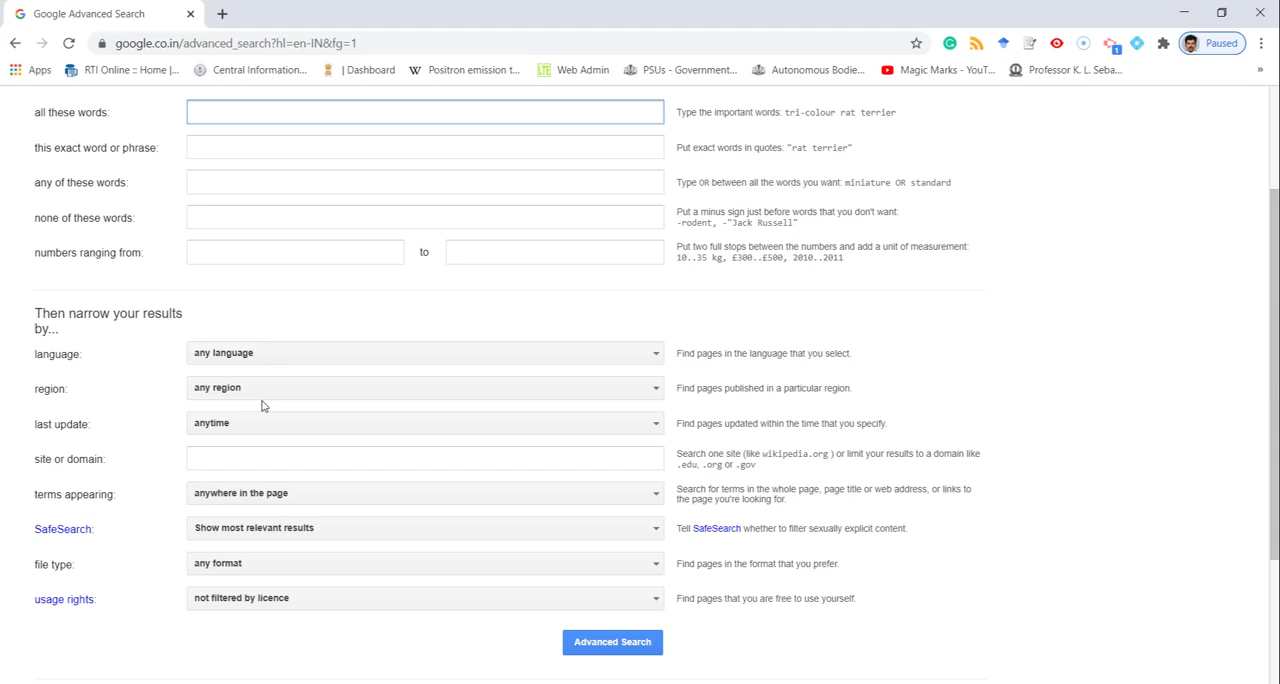 Google Advanced Search
google.co.in/advanced_search?hl=en-IN&fg=1
1
Paused
Apps
RTI Online :: Home |...
Central Information...
| Dashboard
W Positron emission t...
LTE Web Admin
PSUs - Government...
Autonomous Bodie...
Magic Marks - YouT...
Professor K. L. Seba...
»
all these words:
Type the important words: tri-colour rat terrier
this exact word or phrase:
Put exact words in quotes: "rat terrier"
any of these words:
Type OR between all the words you want: miniature OR standard
none of these words:
Put a minus sign just before words that you don't want:
-rodent, -"Jack Russell"
numbers ranging from:
to
Put two full stops between the numbers and add a unit of measurement:
10..35 kg, £300..£500, 2010..2011
Then narrow your results
by...
language:
any language
Find pages in the language that you select.
region:
any region
Find pages published in a particular region.
last update:
anytime
Find pages updated within the time that you specify.
site or domain:
Search one site (like wikipedia.org ) or limit your results to a domain like
.edu, .org or .gov
terms appearing:
anywhere in the page
Search for terms in the whole page, page title or web address, or links to
the page you're looking for.
SafeSearch:
Show most relevant results
Tell SafeSearch whether to filter sexually explicit content.
file type:
any format
Find pages in the format that you prefer.
usage rights:
not filtered by licence
Find pages that you are free to use yourself.
Advanced Search